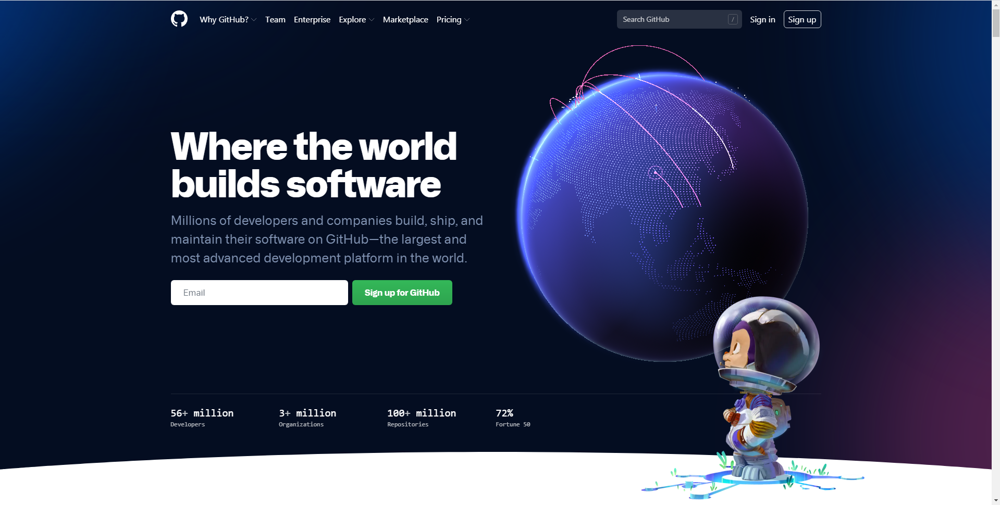 Why GitHub? Team Enterprise Explore Marketplace Pricing Search GitHub / Sign in Sign up
Where the world
builds software
Millions of developers and companies build, ship, and
maintain their software on GitHub—the largest and
most advanced development platform in the world.
Email Sign up for GitHub
56+ million 3+ million 100+ million 72%
Developers Organizations Repositories Fortune 50